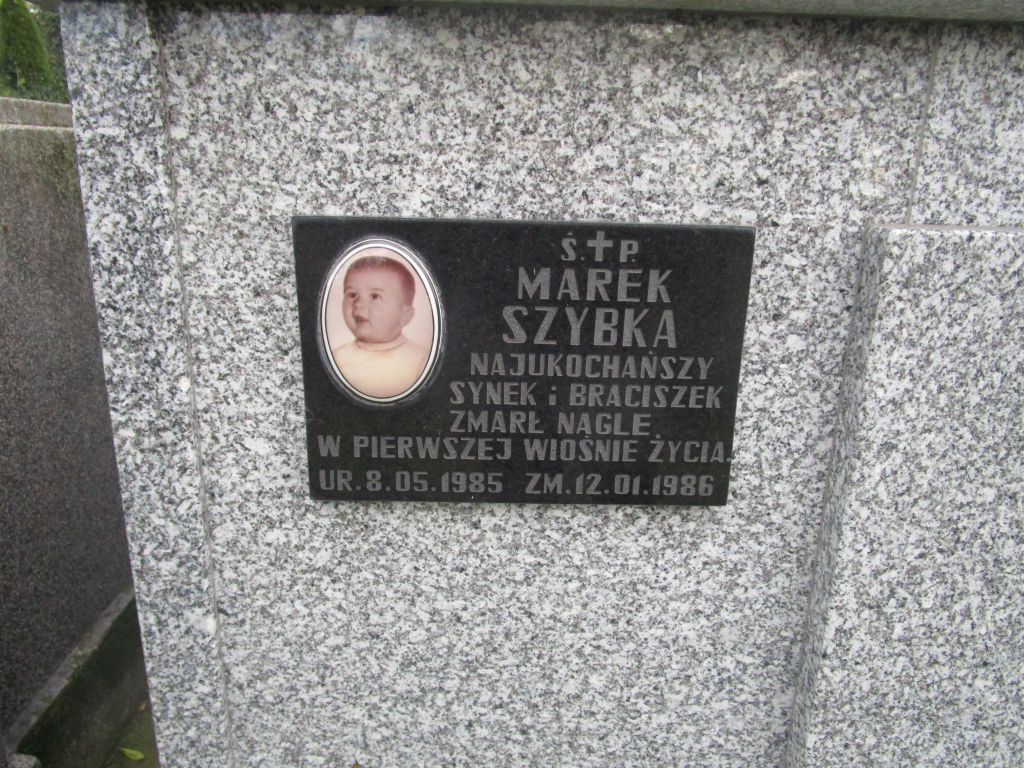 Ś.✝P.
MAREK
SZYBKA
NAJUKOCHAŃSZY
SYNEK i BRACISZEK
ZMARŁ NAGLE
W PIERWSZEJ WIOŚNIE ŻYCIA.
UR. 8.05.1985 ZM. 12.01.1986